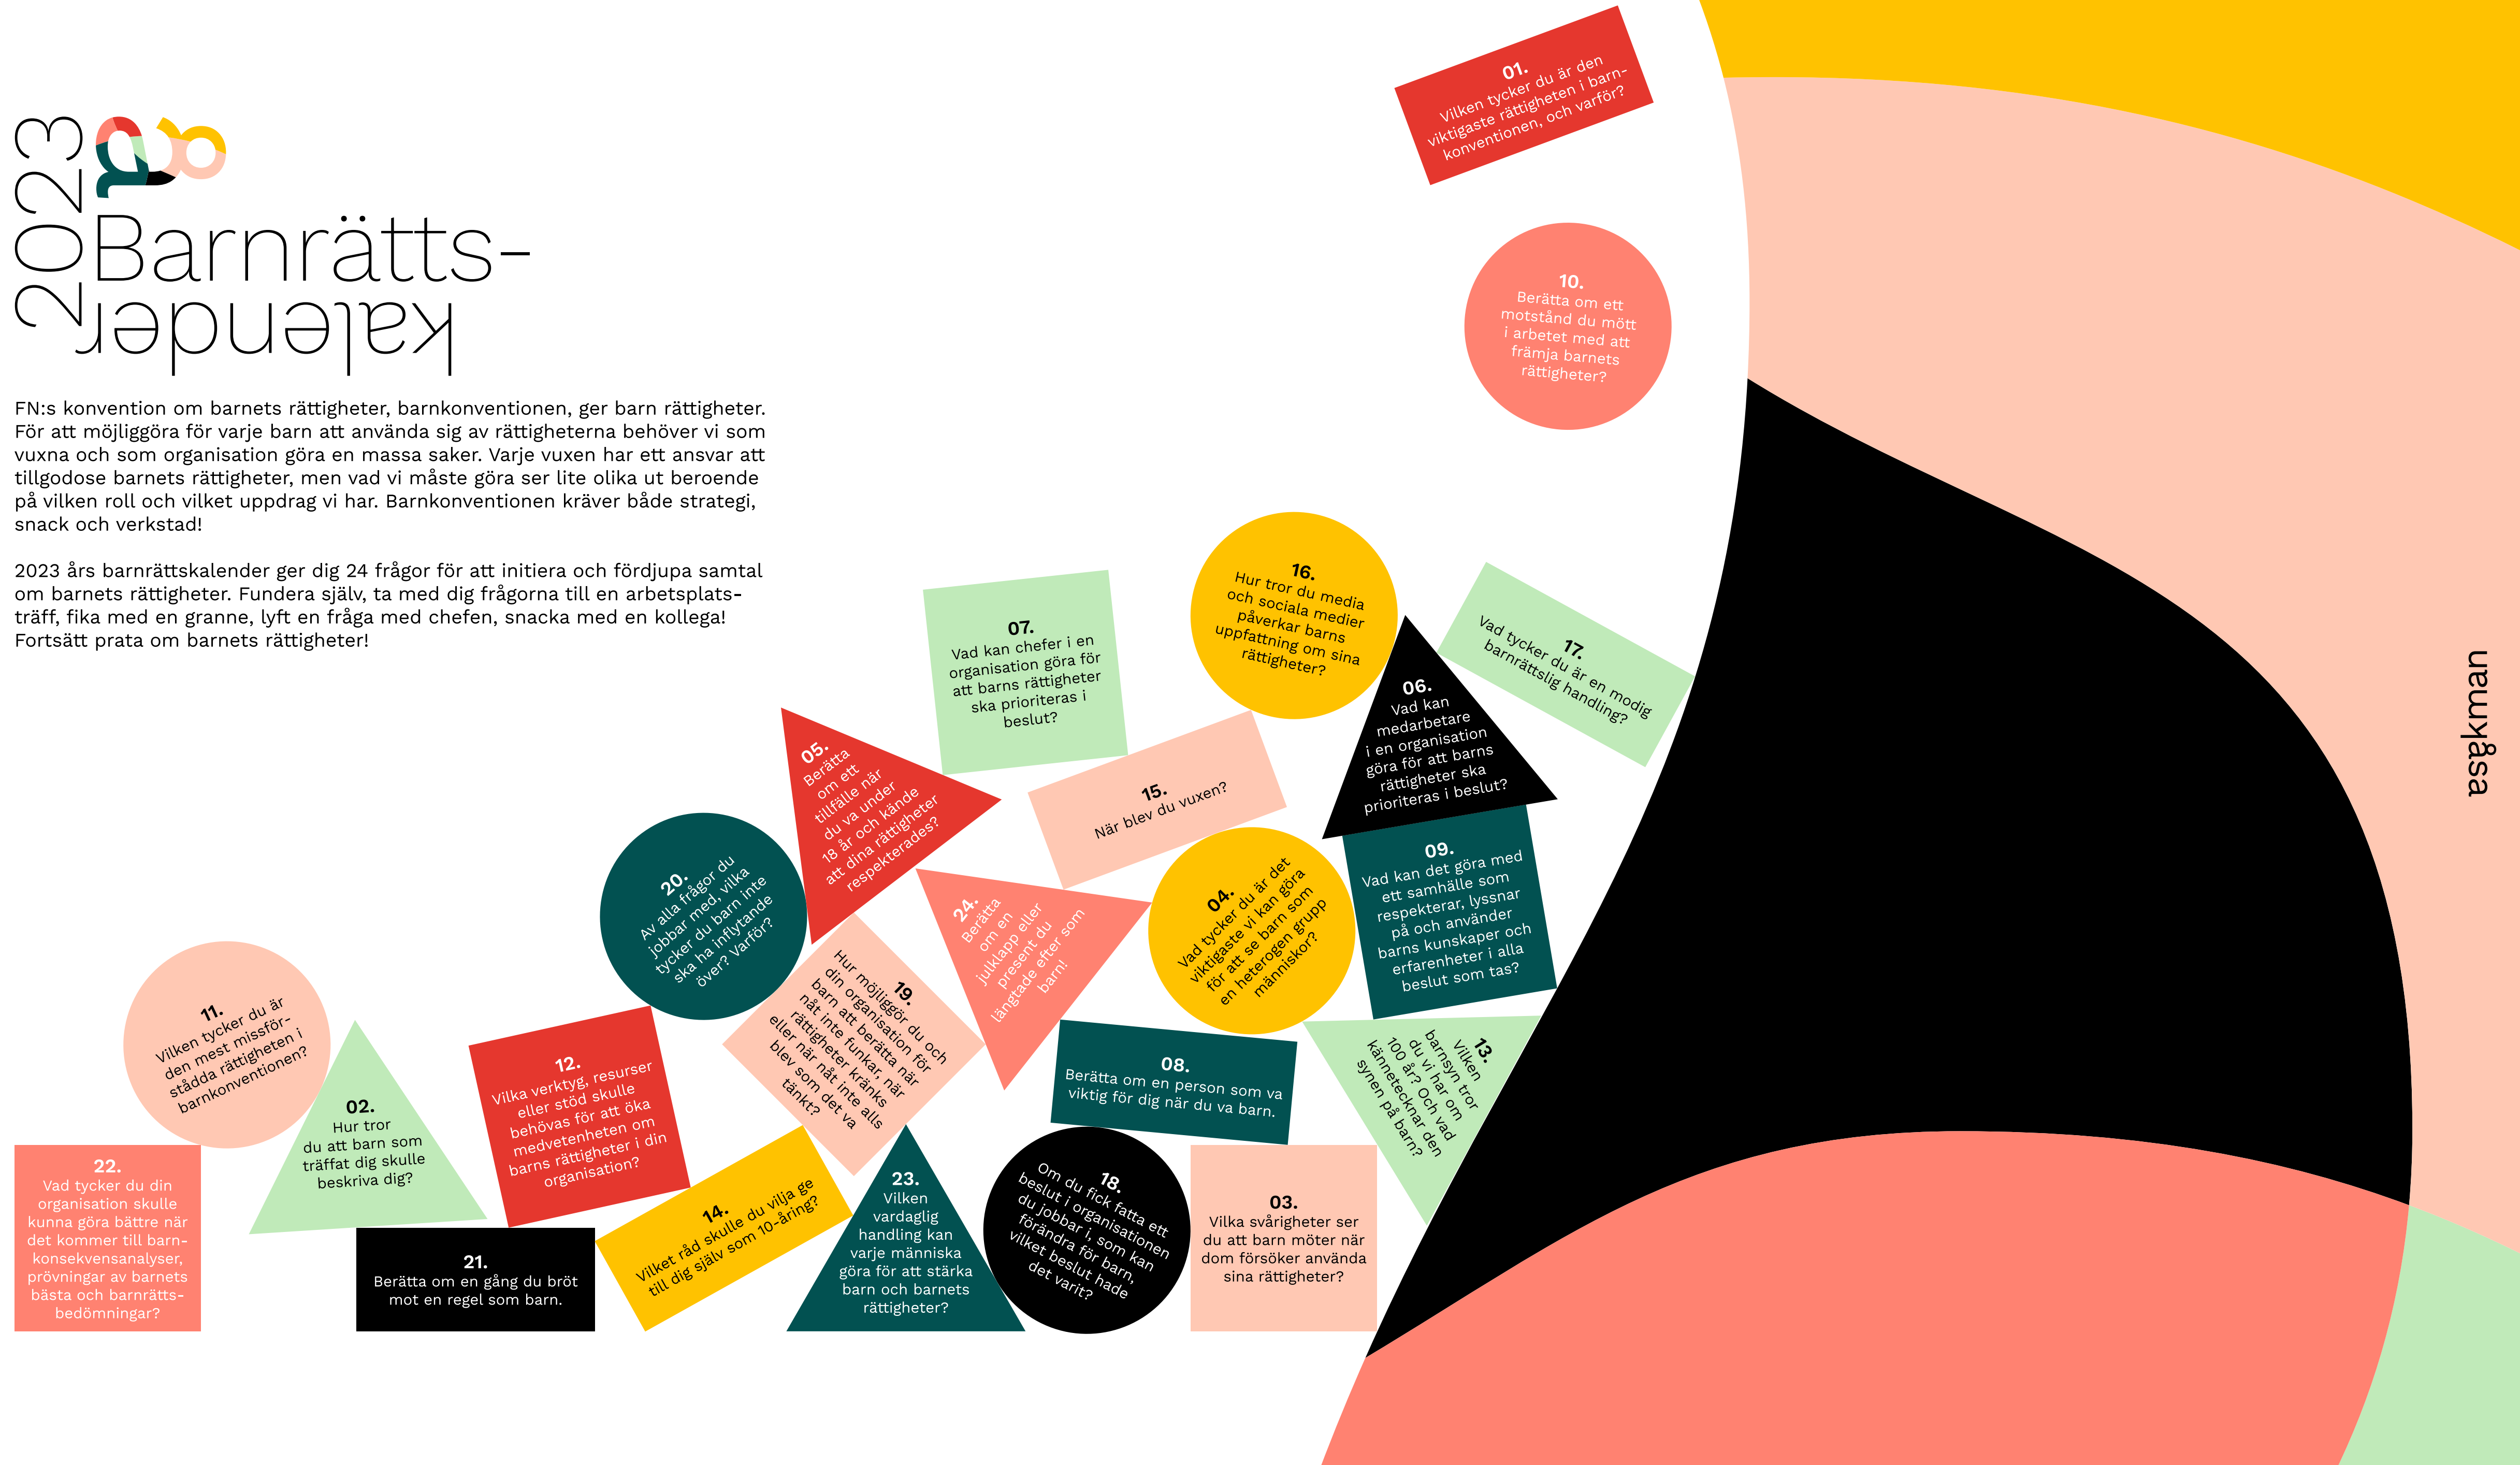 2023
Barnrätts-
kalender
FN:s konvention om barnets rättigheter, barnkonventionen, ger barn rättigheter.
För att möjliggöra för varje barn att använda sig av rättigheterna behöver vi som
vuxna och som organisation göra en massa saker. Varje vuxen har ett ansvar att
tillgodose barnets rättigheter, men vad vi måste göra ser lite olika ut beroende
på vilken roll och vilket uppdrag vi har. Barnkonventionen kräver både strategi,
snack och verkstad!
2023 års barnrättskalender ger dig 24 frågor för att initiera och fördjupa samtal
om barnets rättigheter. Fundera själv, ta med dig frågorna till en arbetsplats-
träff, fika med en granne, lyft en fråga med chefen, snacka med en kollega!
Fortsätt prata om barnets rättigheter!
01.
Vilken tycker du är den
viktigaste rättigheten i barn-
konventionen, och varför?
10.
Berätta om ett
motstånd du mött
i arbetet med att
främja barnets
rättigheter?
16.
Hur tror du media
och sociala medier
påverkar barns
uppfattning om sina
rättigheter?
17.
Vad tycker du är en modig
barnrättslig handling?
07.
Vad kan chefer i en
organisation göra för
att barns rättigheter
ska prioriteras i
beslut?
06.
Vad kan
medarbetare
i en organisation
göra för att barns
rättigheter ska
prioriteras i beslut?
05.
Berätta
om ett
tillfälle när
du va under
18 år och kände
att dina rättigheter
respekterades?
15.
När blev du vuxen?
20.
Av alla frågor du
jobbar med, vilka
tycker du barn inte
ska ha inflytande
över? Varför?
24.
Berätta
om en
julklapp eller
present du
längtade efter som
barn!
04.
Vad tycker du är det
viktigaste vi kan göra
för att se barn som
en heterogen grupp
människor?
09.
Vad kan det göra med
ett samhälle som
respekterar, lyssnar
på och använder
barns kunskaper och
erfarenheter i alla
beslut som tas?
11.
Vilken tycker du är
den mest missför-
stådda rättigheten i
barnkonventionen?
02.
Hur tror
du att barn som
träffat dig skulle
beskriva dig?
12.
Vilka verktyg, resurser
eller stöd skulle
behövas för att öka
medvetenheten om
barns rättigheter i din
organisation?
19.
Hur möjliggör du och
din organisation för
barn att berätta när
nåt inte funkar, när
rättigheter kränks
eller när nåt inte alls
blev som det va
tänkt?
08.
Berätta om en person som va
viktig för dig när du va barn.
13.
Vilken
barnsyn tror
du vi har om
100 år? Och vad
kännetecknar den
synen på barn?
22.
Vad tycker du din
organisation skulle
kunna göra bättre när
det kommer till barn-
konsekvensanalyser,
prövningar av barnets
bästa och barnrätts-
bedömningar?
21.
Berätta om en gång du bröt
mot en regel som barn.
14.
Vilket råd skulle du vilja ge
till dig själv som 10-åring?
23.
Vilken
vardaglig
handling kan
varje människa
göra för att stärka
barn och barnets
rättigheter?
18.
Om du fick fatta ett
beslut i organisationen
du jobbar i, som kan
förändra för barn,
vilket beslut hade
det varit?
03.
Vilka svårigheter ser
du att barn möter när
dom försöker använda
sina rättigheter?
åsa
ekman